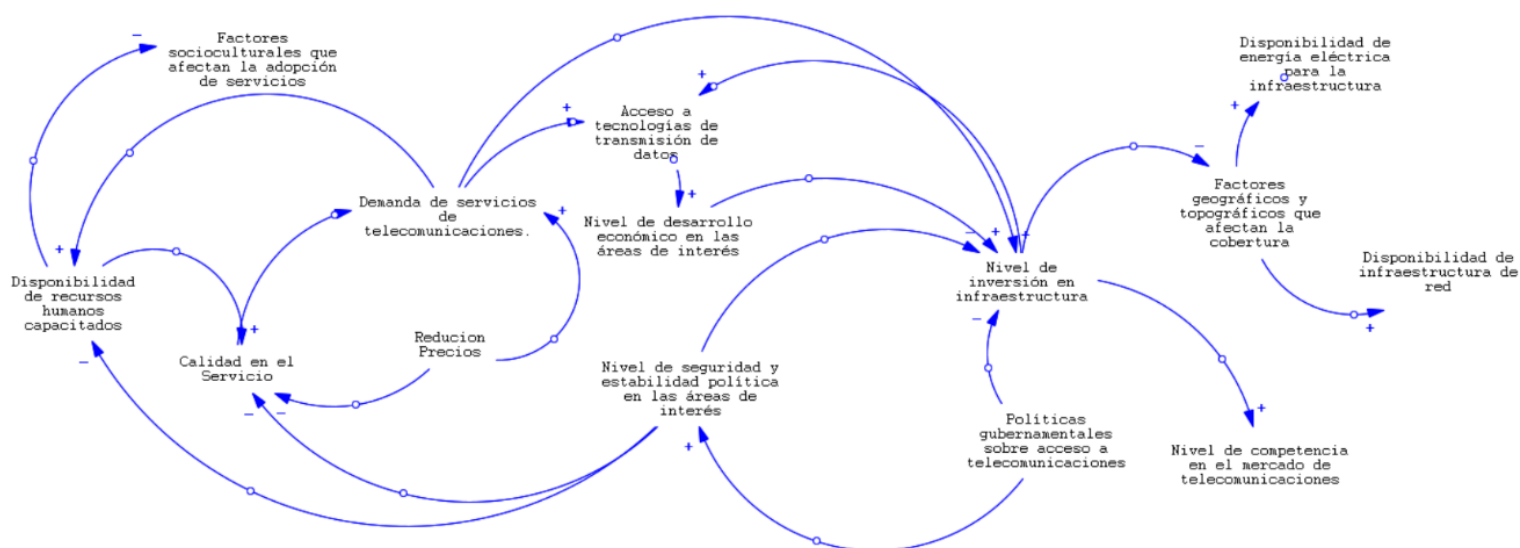 Factores
socioculturales que
afectan la adopción
de servicios
Disponibilidad de
energía eléctrica
para la
infraestructura
Acceso a
tecnologías de
transmisión de
datos
Demanda de servicios
de
telecomunicaciones.
Nivel de desarrollo
económico en las
áreas de interés
Factores
geográficos y
topográficos que
afectan la
cobertura
Disponibilidad
de recursos
humanos
capacitados
Nivel de
inversión en
infraestructura
Disponibilidad de
infraestructura de
red
Calidad en el
Servicio
Reducion
Precios
Nivel de seguridad y
estabilidad política
en las áreas de
interés
Políticas
gubernamentales
sobre acceso a
telecomunicaciones
Nivel de competencia
en el mercado de
telecomunicaciones